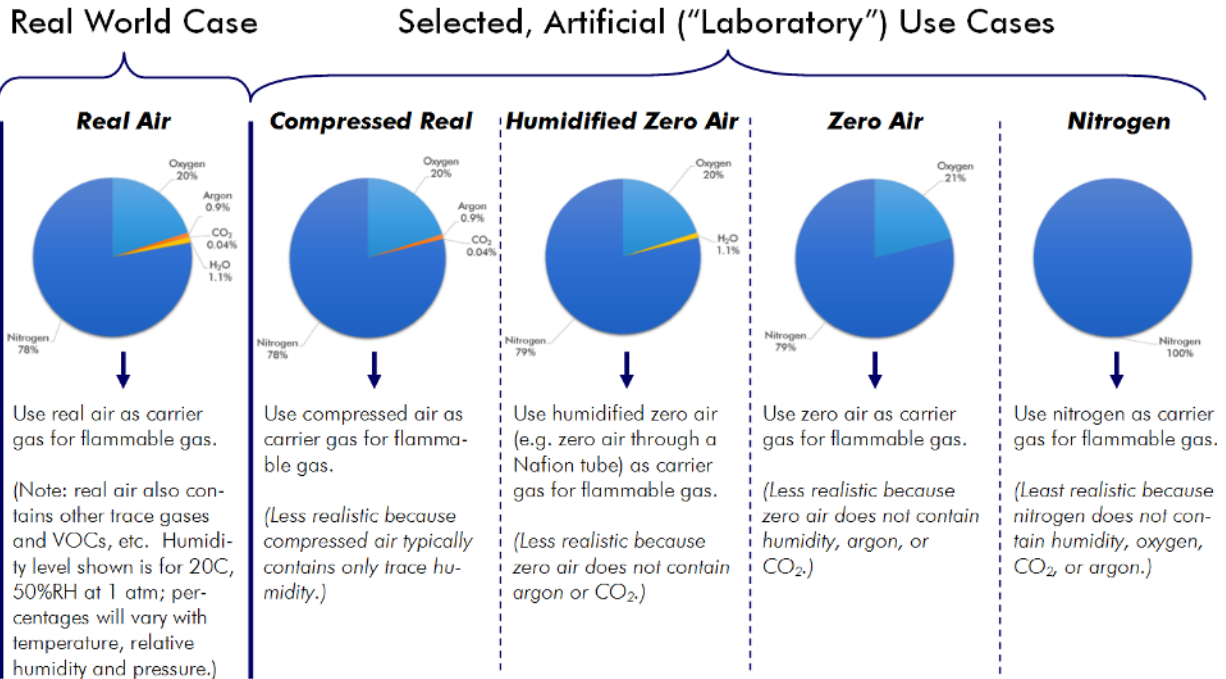 Real World Case
Selected, Artificial (“Laboratory”) Use Cases
Real Air
Oxygen
20%
Argon
0.9%
CO₂
0.04%
H₂O
1.1%
Nitrogen
78%
Use real air as carrier
gas for flammable gas.
(Note: real air also con-
tains other trace gases
and VOCs, etc. Humidi-
ty level shown is for 20C,
50%RH at 1 atm; per-
centages will vary with
temperature, relative
humidity and pressure.)
Compressed Real
Oxygen
20%
Argon
0.9%
CO₂
0.04%
Nitrogen
78%
Use compressed air as
carrier gas for flamma-
ble gas.
(Less realistic because
compressed air typically
contains only trace hu-
midity.)
Humidified Zero Air
Oxygen
20%
H₂O
1.1%
Nitrogen
79%
Use humidified zero air
(e.g. zero air through a
Nafion tube) as carrier
gas for flammable gas.
(Less realistic because
zero air does not contain
argon or CO₂.)
Zero Air
Oxygen
21%
Nitrogen
79%
Use zero air as carrier
gas for flammable gas.
(Less realistic because
zero air does not contain
humidity, argon, or
CO₂.)
Nitrogen
Nitrogen
100%
Use nitrogen as carrier
gas for flammable gas.
(Least realistic because
nitrogen does not con-
tain humidity, oxygen,
CO₂, or argon.)